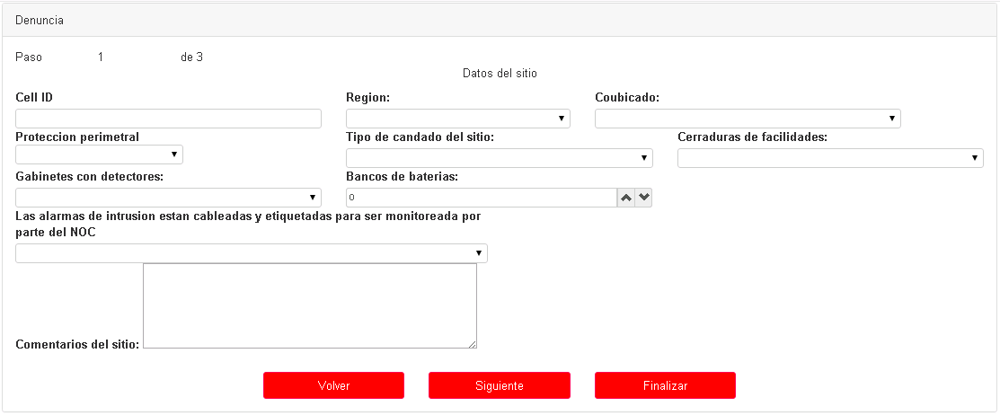 Denuncia
Paso 1 de 3
Datos del sitio
Cell ID Region: Coubicado:
Proteccion perimetral Tipo de candado del sitio: Cerraduras de facilidades:
Gabinetes con detectores: Bancos de baterias:
0
Las alarmas de intrusion estan cableadas y etiquetadas para ser monitoreada por
parte del NOC
Comentarios del sitio:
Volver Siguiente Finalizar